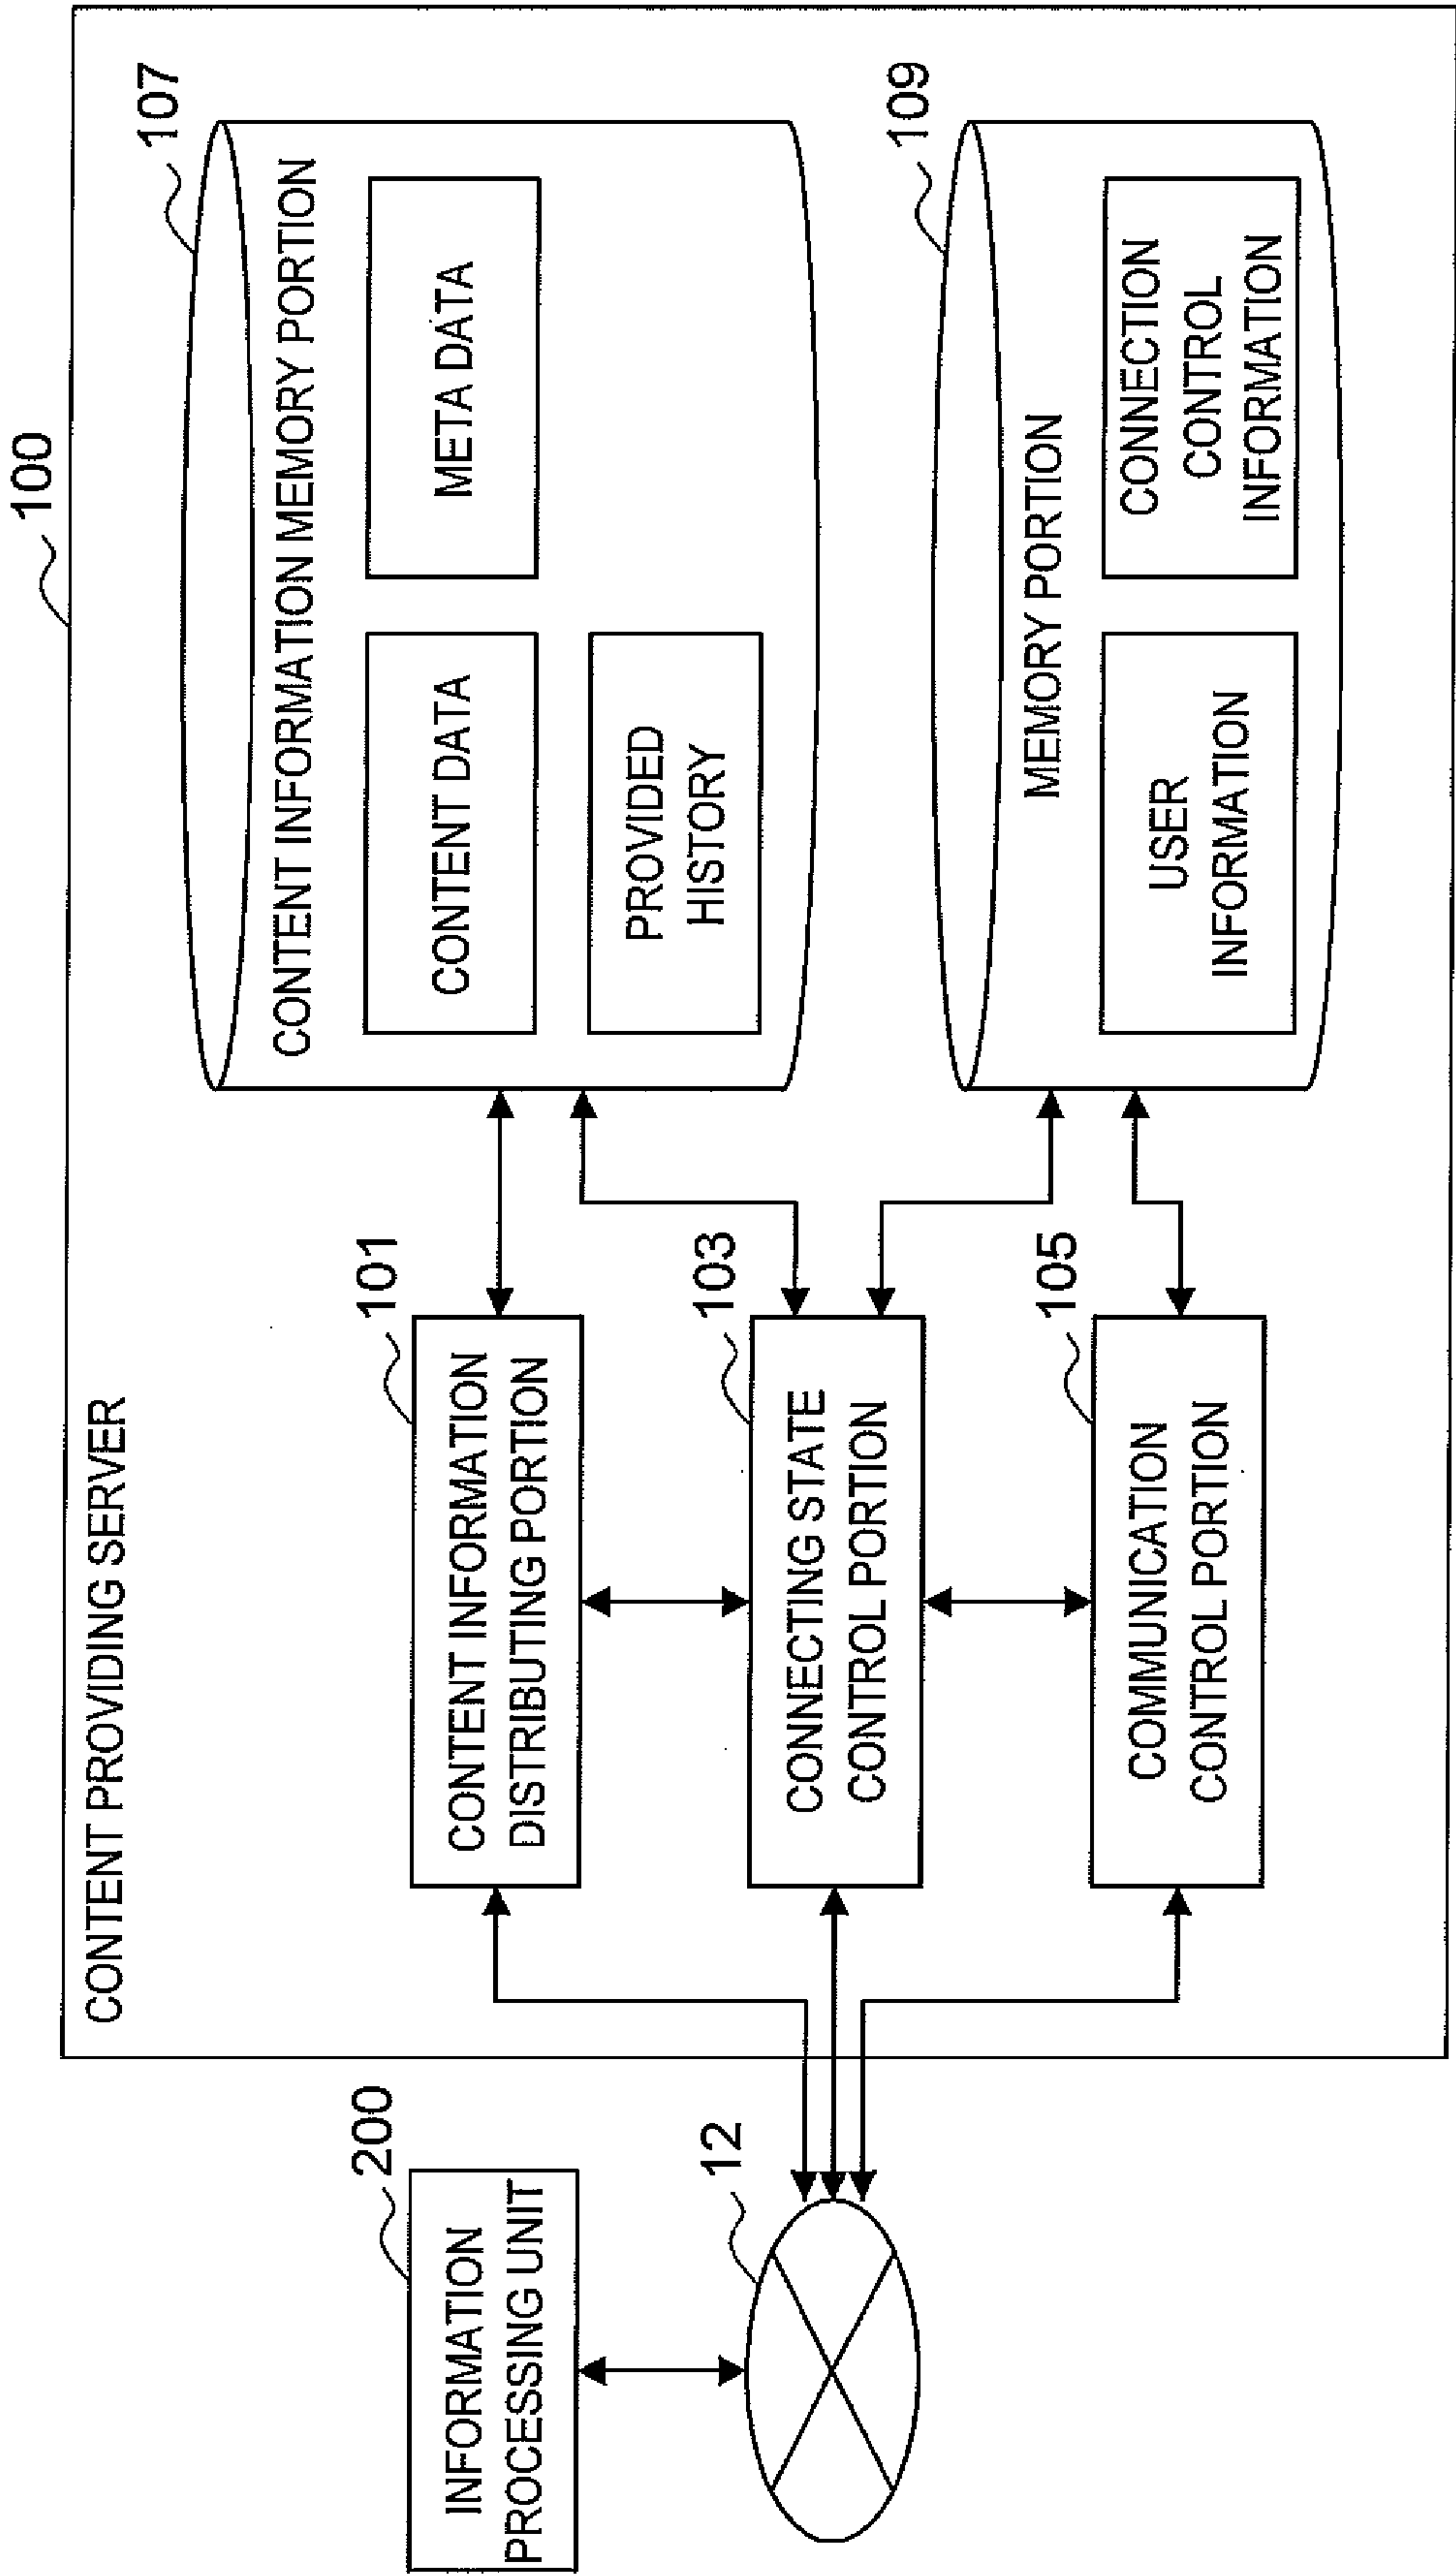 100
CONTENT PROVIDING SERVER
107
CONTENT INFORMATION MEMORY PORTION
CONTENT DATA
META DATA
PROVIDED
HISTORY
200
INFORMATION
PROCESSING UNIT
101
CONTENT INFORMATION
DISTRIBUTING PORTION
12
103
CONNECTING STATE
CONTROL PORTION
109
MEMORY PORTION
USER
INFORMATION
CONNECTION
CONTROL
INFORMATION
105
COMMUNICATION
CONTROL PORTION